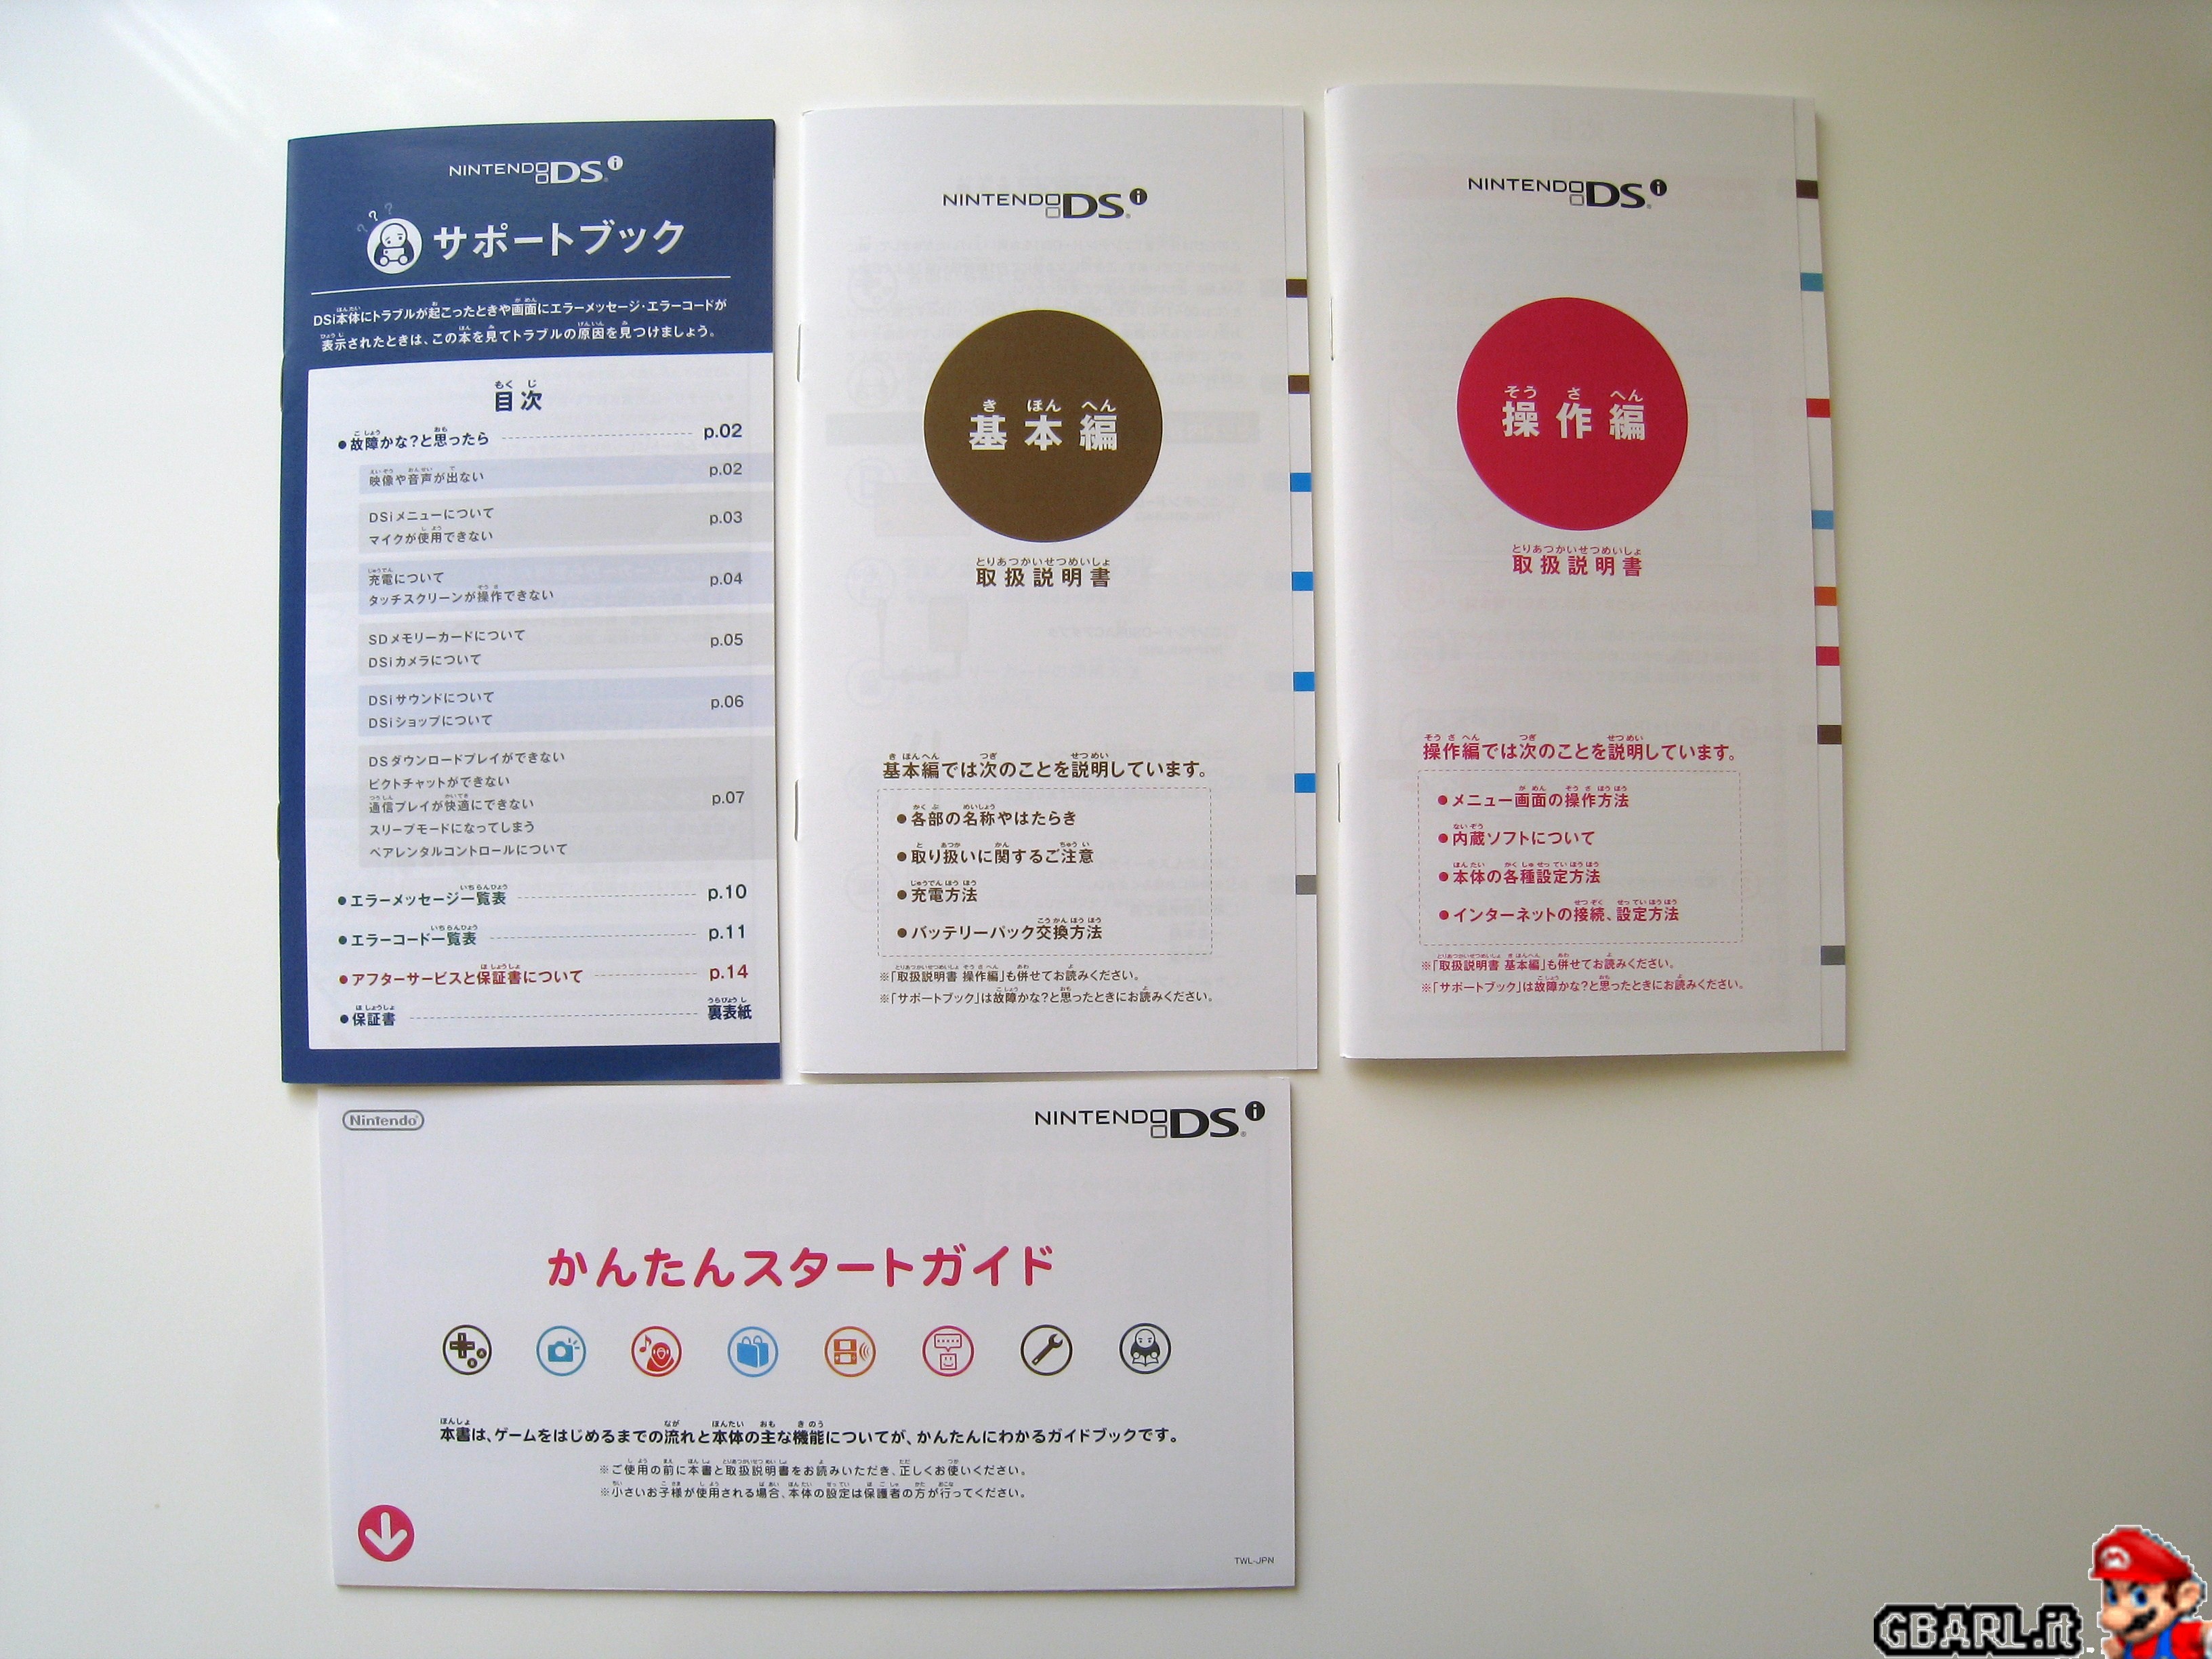 NINTENDO DSi
サポートブック
DSi本体にトラブルが起こったときや画面にエラーメッセージ・エラーコードが
表示されたときは、この本を見てトラブルの原因を見つけましょう。
目次
●故障かな?と思ったら p.02
映像や音声が出ない p.02
DSiメニューについて
マイクが使用できない p.03
充電について
タッチスクリーンが操作できない p.04
SDメモリーカードについて
DSiカメラについて p.05
DSiサウンドについて
DSiショップについて p.06
DSダウンロードプレイができない
ピクトチャットができない
通信プレイが快適にできない p.07
スリープモードになってしまう
ペアレンタルコントロールについて
●エラーメッセージ一覧表 p.10
●エラーコード一覧表 p.11
●アフターサービスと保証書について p.14
●保証書 裏表紙
NINTENDO DSi
き ほん へん
基本編
とりあつかいせつめいしょ
取扱説明書
基本編では次のことを説明しています。
●各部の名称やはたらき
●取り扱いに関するご注意
●充電方法
●バッテリーパック交換方法
※「取扱説明書 操作編」も併せてお読みください。
※「サポートブック」は故障かな?と思ったときにお読みください。
NINTENDO DSi
そう さ へん
操作編
とりあつかいせつめいしょ
取扱説明書
操作編では次のことを説明しています。
●メニュー画面の操作方法
●内蔵ソフトについて
●本体の各種設定方法
●インターネットの接続、設定方法
※「取扱説明書 基本編」も併せてお読みください。
※「サポートブック」は故障かな?と思ったときにお読みください。
Nintendo
NINTENDO DSi
かんたんスタートガイド
本書は、ゲームをはじめるまでの流れと本体の主な機能についてが、かんたんにわかるガイドブックです。
※ご使用の前に本書と取扱説明書をお読みいただき、正しくお使いください。
※小さいお子様が使用される場合、本体の設定は保護者の方が行ってください。
TWL-JPN
GBARL.it